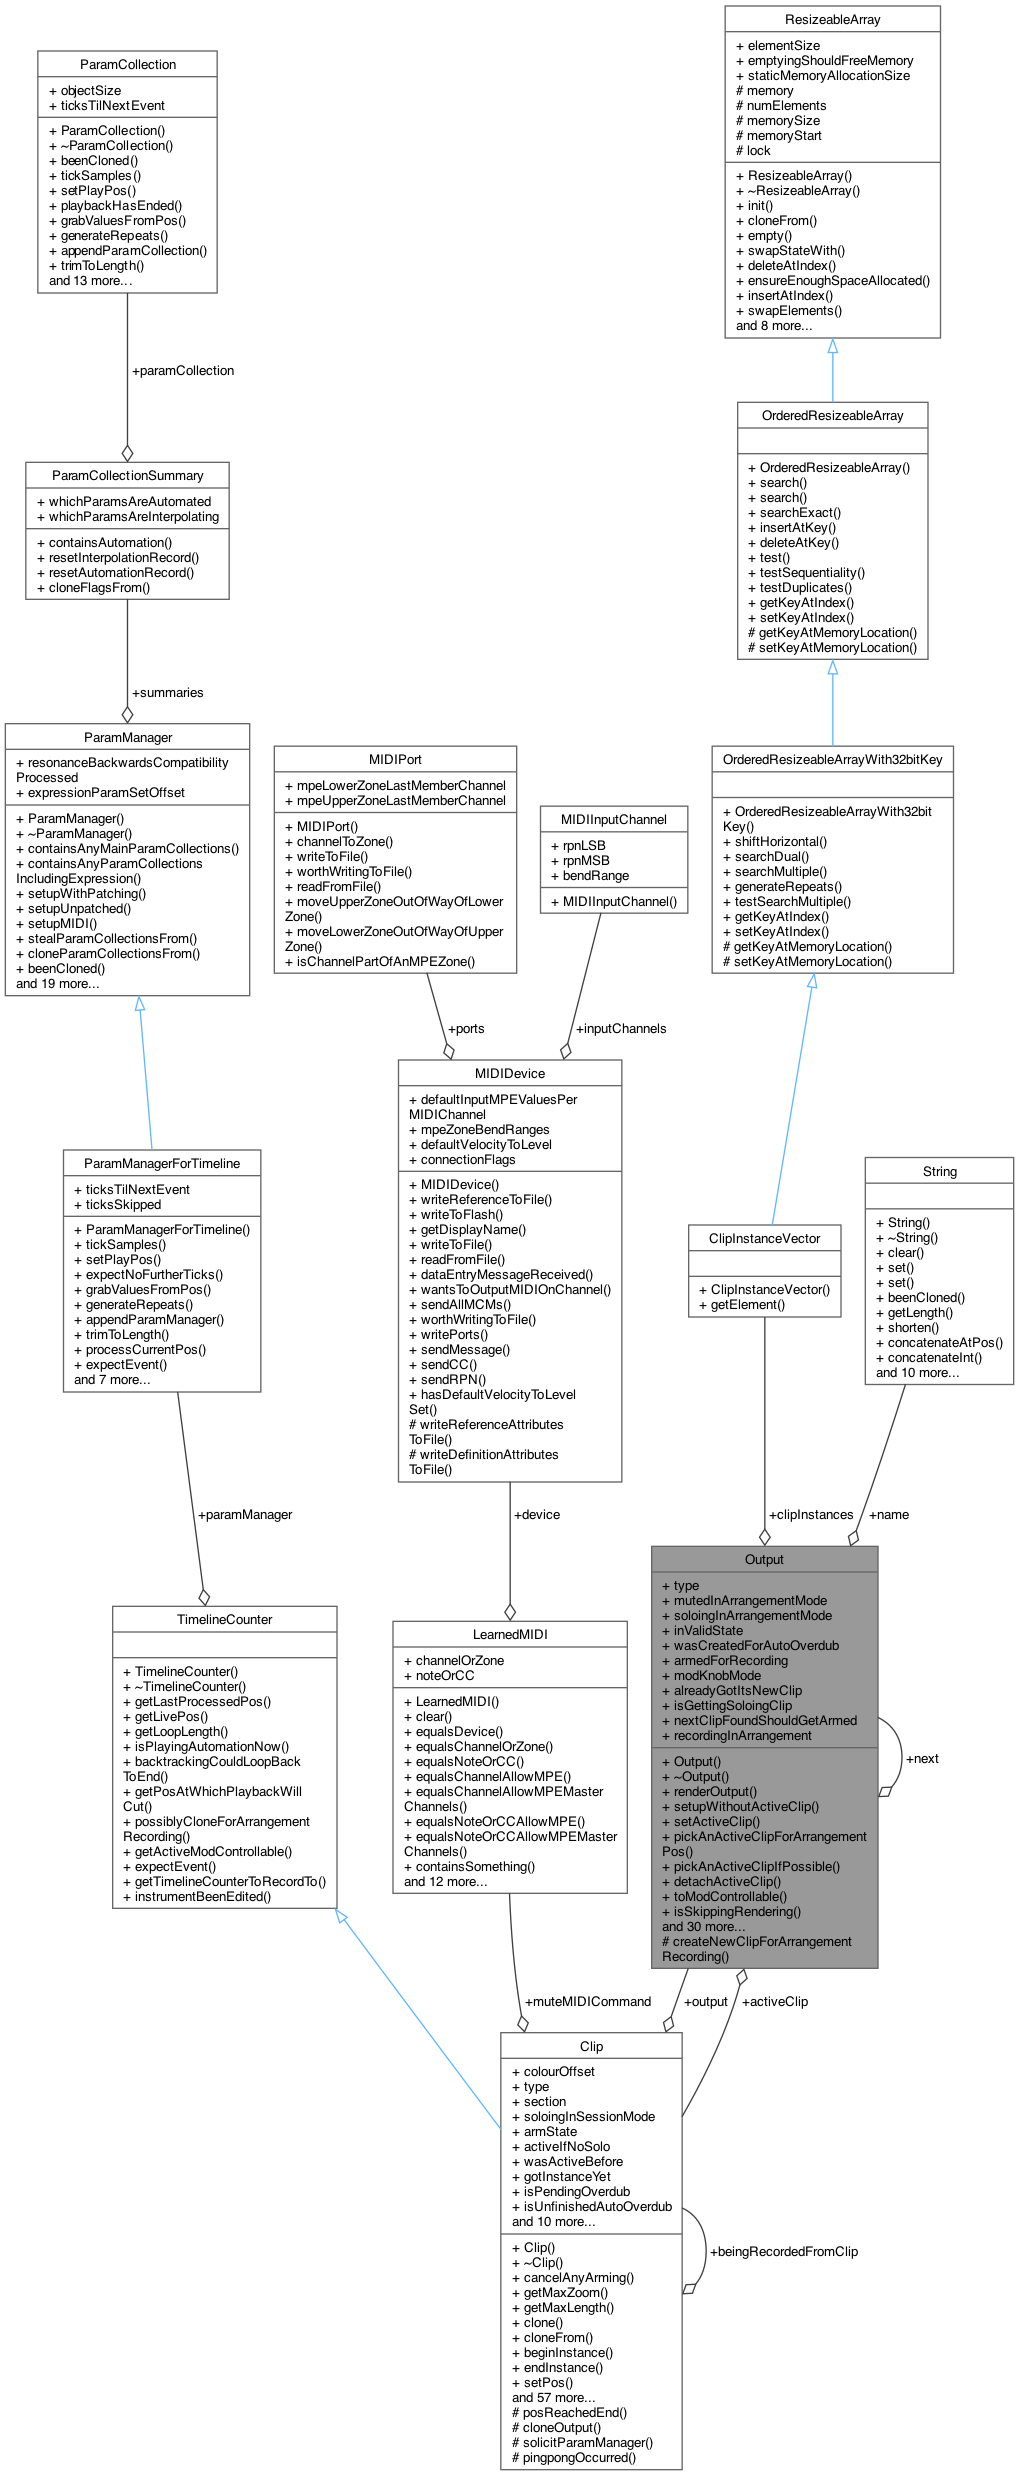 ResizeableArray
+ elementSize
+ emptyingShouldFreeMemory
+ staticMemoryAllocationSize
# memory
# numElements
# memorySize
# memoryStart
# lock
+ ResizeableArray()
+ ~ResizeableArray()
+ init()
+ cloneFrom()
+ empty()
+ swapStateWith()
+ deleteAtIndex()
+ ensureEnoughSpaceAllocated()
+ insertAtIndex()
+ swapElements()
and 8 more...
ParamCollection
+ objectSize
+ ticksTilNextEvent
+ ParamCollection()
+ ~ParamCollection()
+ beenCloned()
+ tickSamples()
+ setPlayPos()
+ playbackHasEnded()
+ grabValuesFromPos()
+ generateRepeats()
+ appendParamCollection()
+ trimToLength()
and 13 more...
+paramCollection
OrderedResizeableArray
+ OrderedResizeableArray()
+ search()
+ search()
+ searchExact()
+ insertAtKey()
+ deleteAtKey()
+ test()
+ testSequentiality()
+ testDuplicates()
+ getKeyAtIndex()
+ setKeyAtIndex()
# getKeyAtMemoryLocation()
# setKeyAtMemoryLocation()
ParamCollectionSummary
+ whichParamsAreAutomated
+ whichParamsAreInterpolating
+ containsAutomation()
+ resetInterpolationRecord()
+ resetAutomationRecord()
+ cloneFlagsFrom()
+summaries
ParamManager
+ resonanceBackwardsCompatibility
Processed
+ expressionParamSetOffset
+ ParamManager()
+ ~ParamManager()
+ containsAnyMainParamCollections()
+ containsAnyParamCollections
IncludingExpression()
+ setupWithPatching()
+ setupUnpatched()
+ setupMIDI()
+ stealParamCollectionsFrom()
+ cloneParamCollectionsFrom()
+ beenCloned()
and 19 more...
MIDIPort
+ mpeLowerZoneLastMemberChannel
+ mpeUpperZoneLastMemberChannel
+ MIDIPort()
+ channelToZone()
+ writeToFile()
+ worthWritingToFile()
+ readFromFile()
+ moveUpperZoneOutOfWayOfLower
Zone()
+ moveLowerZoneOutOfWayOfUpper
Zone()
+ isChannelPartOfAnMPEZone()
MIDIInputChannel
+ rpnLSB
+ rpnMSB
+ bendRange
+ MIDIInputChannel()
OrderedResizeableArrayWith32bitKey
+ OrderedResizeableArrayWith32bit
Key()
+ shiftHorizontal()
+ searchDual()
+ searchMultiple()
+ generateRepeats()
+ testSearchMultiple()
+ getKeyAtIndex()
+ setKeyAtIndex()
# getKeyAtMemoryLocation()
# setKeyAtMemoryLocation()
+ports
+inputChannels
MIDIDevice
+ defaultInputMPEValuesPer
MIDIChannel
+ mpeZoneBendRanges
+ defaultVelocityToLevel
+ connectionFlags
+ MIDIDevice()
+ writeReferenceToFile()
+ writeToFlash()
+ getDisplayName()
+ writeToFile()
+ readFromFile()
+ dataEntryMessageReceived()
+ wantsToOutputMIDIOnChannel()
+ sendAllMCMs()
+ worthWritingToFile()
+ writePorts()
+ sendMessage()
+ sendCC()
+ sendRPN()
+ hasDefaultVelocityToLevel
Set()
# writeReferenceAttributes
ToFile()
# writeDefinitionAttributes
ToFile()
ParamManagerForTimeline
+ ticksTilNextEvent
+ ticksSkipped
+ ParamManagerForTimeline()
+ tickSamples()
+ setPlayPos()
+ expectNoFurtherTicks()
+ grabValuesFromPos()
+ generateRepeats()
+ appendParamManager()
+ trimToLength()
+ processCurrentPos()
+ expectEvent()
and 7 more...
ClipInstanceVector
+ ClipInstanceVector()
+ getElement()
String
+ String()
+ ~String()
+ clear()
+ set()
+ set()
+ beenCloned()
+ getLength()
+ shorten()
+ concatenateAtPos()
+ concatenateInt()
and 10 more...
+paramManager
+device
+clipInstances
+name
TimelineCounter
+ TimelineCounter()
+ ~TimelineCounter()
+ getLastProcessedPos()
+ getLivePos()
+ getLoopLength()
+ isPlayingAutomationNow()
+ backtrackingCouldLoopBack
ToEnd()
+ getPosAtWhichPlaybackWill
Cut()
+ possiblyCloneForArrangement
Recording()
+ getActiveModControllable()
+ expectEvent()
+ getTimelineCounterToRecordTo()
+ instrumentBeenEdited()
LearnedMIDI
+ channelOrZone
+ noteOrCC
+ LearnedMIDI()
+ clear()
+ equalsDevice()
+ equalsChannelOrZone()
+ equalsNoteOrCC()
+ equalsChannelAllowMPE()
+ equalsChannelAllowMPEMaster
Channels()
+ equalsNoteOrCCAllowMPE()
+ equalsNoteOrCCAllowMPEMaster
Channels()
+ containsSomething()
and 12 more...
Output
+ type
+ mutedInArrangementMode
+ soloingInArrangementMode
+ inValidState
+ wasCreatedForAutoOverdub
+ armedForRecording
+ modKnobMode
+ alreadyGotItsNewClip
+ isGettingSoloingClip
+ nextClipFoundShouldGetArmed
+ recordingInArrangement
+ Output()
+ ~Output()
+ renderOutput()
+ setupWithoutActiveClip()
+ setActiveClip()
+ pickAnActiveClipForArrangement
Pos()
+ pickAnActiveClipIfPossible()
+ detachActiveClip()
+ toModControllable()
+ isSkippingRendering()
and 30 more...
# createNewClipForArrangement
Recording()
+next
+muteMIDICommand
+output
+activeClip
Clip
+ colourOffset
+ type
+ section
+ soloingInSessionMode
+ armState
+ activeIfNoSolo
+ wasActiveBefore
+ gotInstanceYet
+ isPendingOverdub
+ isUnfinishedAutoOverdub
and 10 more...
+ Clip()
+ ~Clip()
+ cancelAnyArming()
+ getMaxZoom()
+ getMaxLength()
+ clone()
+ cloneFrom()
+ beginInstance()
+ endInstance()
+ setPos()
and 57 more...
# posReachedEnd()
# cloneOutput()
# solicitParamManager()
# pingpongOccurred()
+beingRecordedFromClip